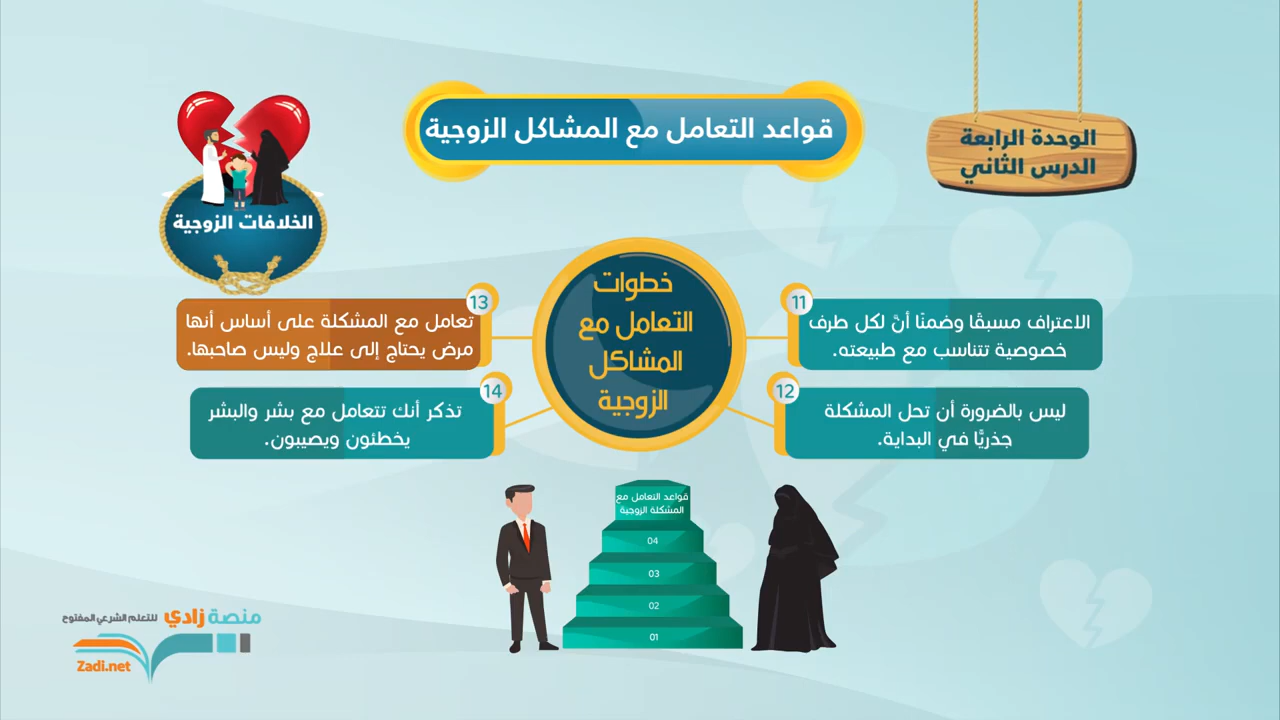 الوحدة الرابعة
الدرس الثاني
قواعد التعامل مع المشاكل الزوجية
الخلافات الزوجية
خطوات
التعامل مع
المشاكل
الزوجية
11
الاعتراف مسبقًا وضمنًا أنَّ لكل طرف
خصوصية تتناسب مع طبيعته.
12
ليس بالضرورة أن تحل المشكلة
جذريًّا في البداية.
13
تعامل مع المشكلة على أساس أنها
مرض يحتاج إلى علاج وليس صاحبها.
14
تذكر أنك تتعامل مع بشر والبشر
يخطئون ويصيبون.
قواعد التعامل مع
المشكلة الزوجية
04
03
02
01
منصة زادي للتعلم الشرعي المفتوح
Zadi.net